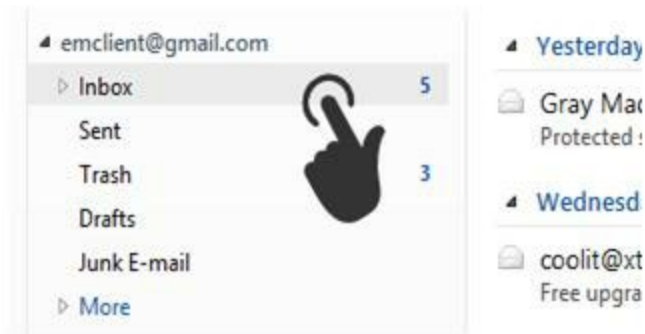 emclient@gmail.com
Inbox 5
Sent
Trash 3
Drafts
Junk E-mail
More
Yesterday
Gray Mac
Protected
Wednesd
coolit@xt
Free upgra